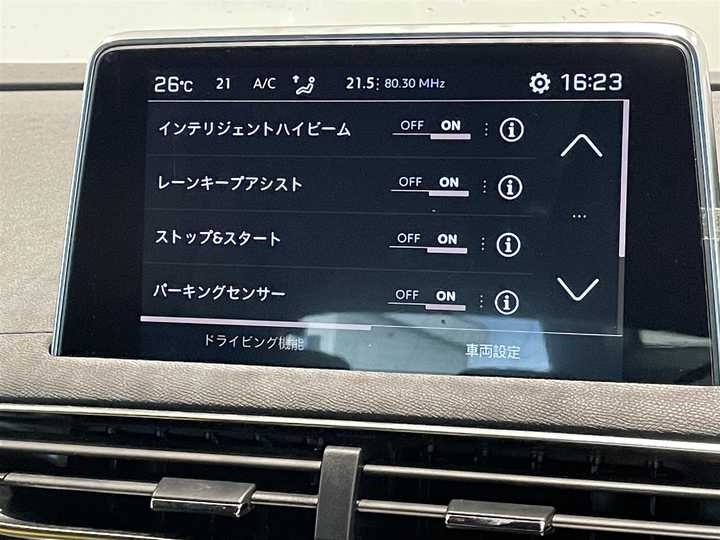 26℃ 21 A/C 21.5 80.30 MHz 16:23
インテリジェントハイビーム OFF ON
レーンキープアシスト OFF ON
ストップ&スタート OFF ON
パーキングセンサー OFF ON
ドライビング機能 車両設定